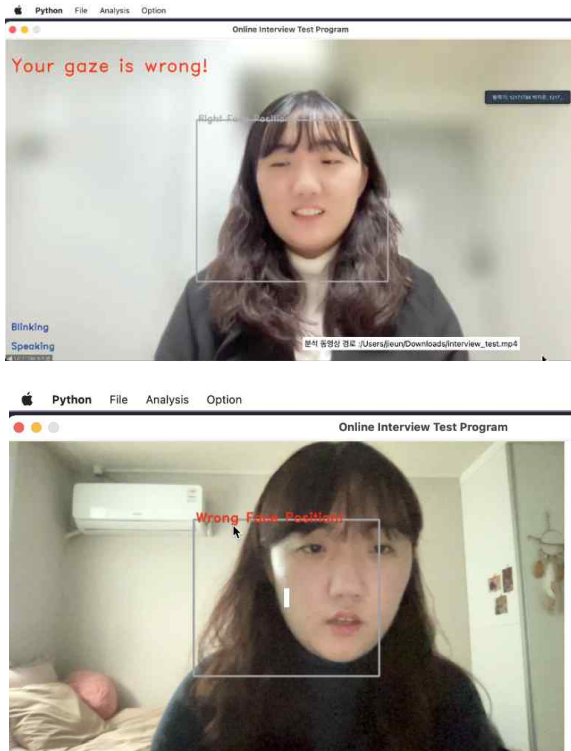 Python File Analysis Option
Online Interview Test Program
Your gaze is wrong!
Right Face Position
Blinking
Speaking
분석 동영상 경로 :/Users/jieun/Downloads/interview_test.mp4
Python File Analysis Option
Online Interview Test Program
Wrong Face Position!